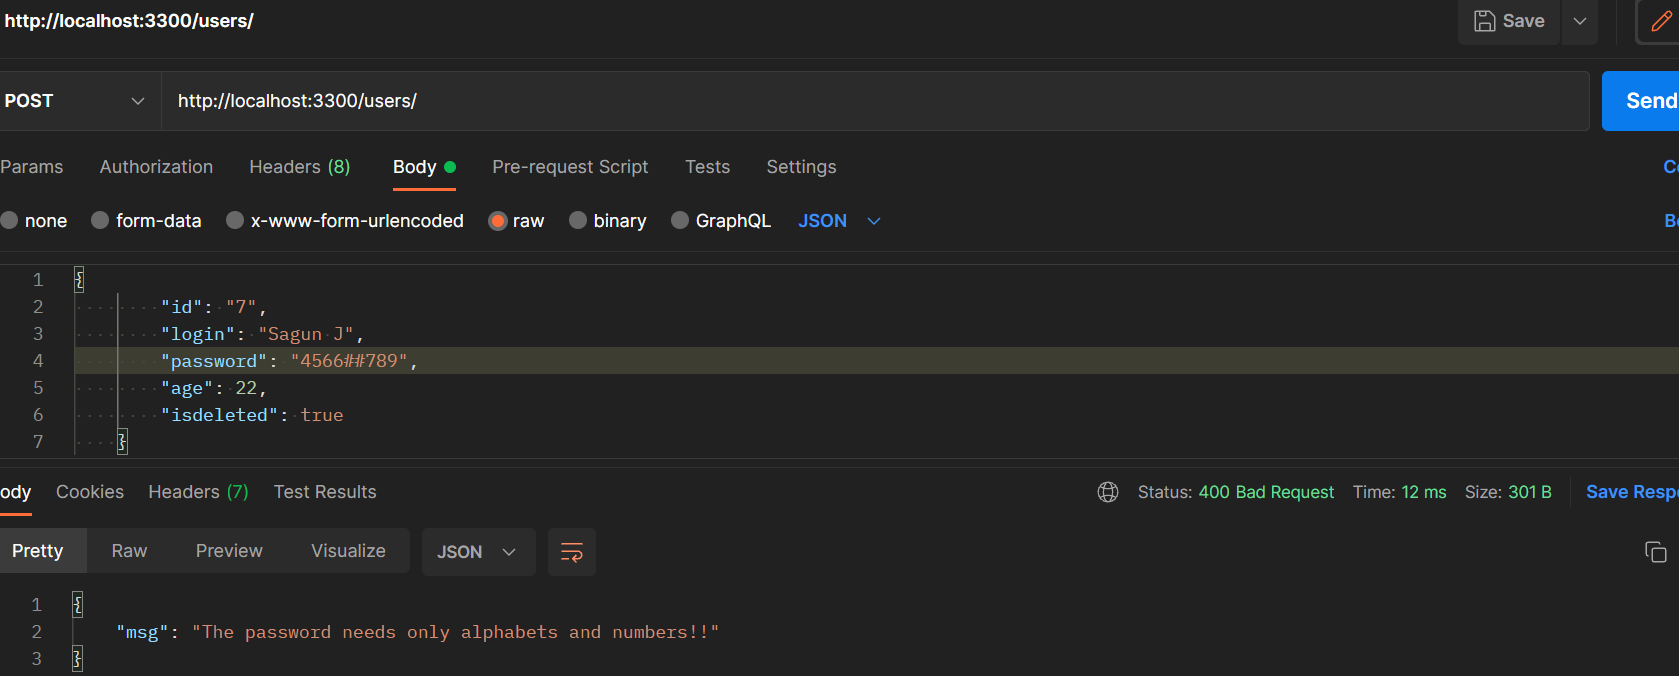 http://localhost:3300/users/
Save
POST
http://localhost:3300/users/
Send
Params Authorization Headers (8) Body Pre-request Script Tests Settings
none form-data x-www-form-urlencoded raw binary GraphQL JSON
1 {
2 "id": "7",
3 "login": "Sagun J",
4 "password": "4566##789",
5 "age": 22,
6 "isdeleted": true
7 }
ody Cookies Headers (7) Test Results Status: 400 Bad Request Time: 12 ms Size: 301 B Save Resp
Pretty Raw Preview Visualize JSON
1 {
2 "msg": "The password needs only alphabets and numbers!!"
3 }